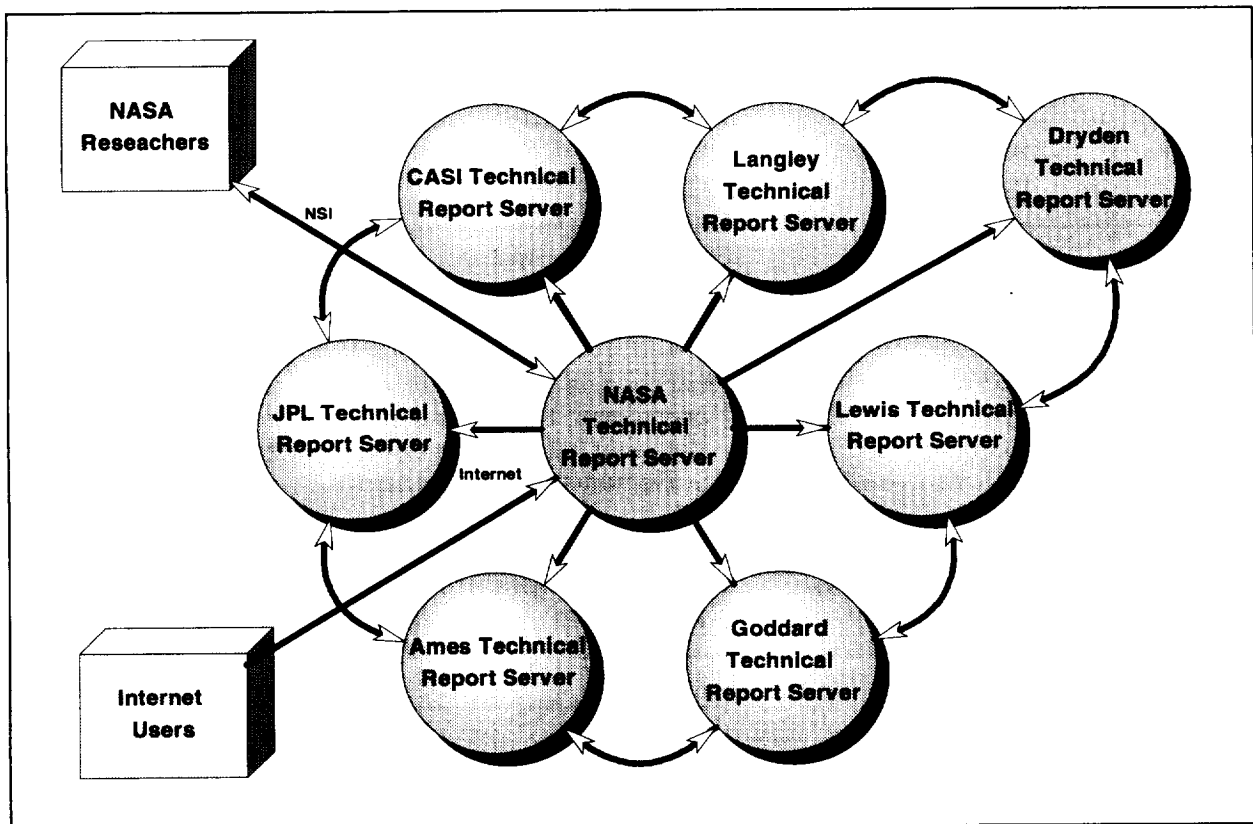 NASA
Reseachers
CASI Technical
Report Server
Langley
Technical
Report Server
Dryden
Technical
Report Server
NSI
JPL Technical
Report Server
NASA
Technical
Report Server
Lewis Technical
Report Server
Internet
Internet
Users
Ames Technical
Report Server
Goddard
Technical
Report Server